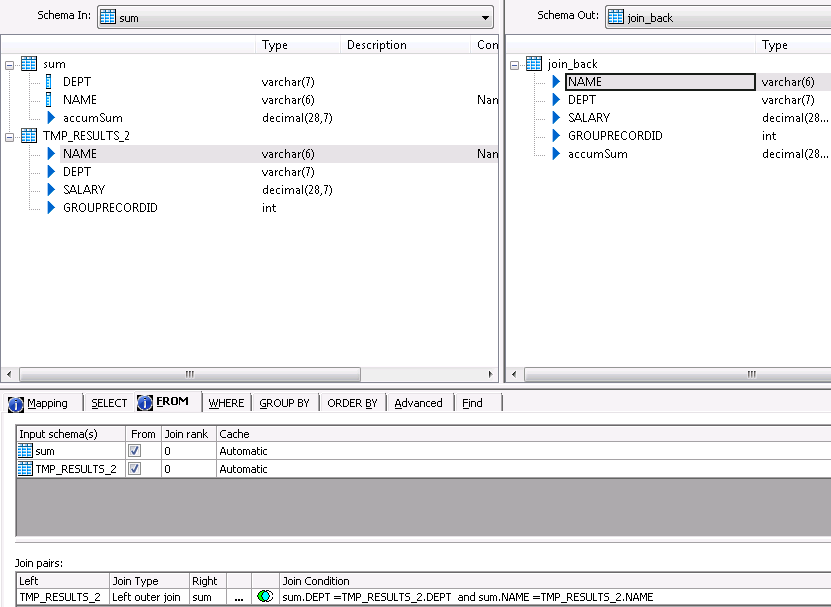 Schema In: sum
Schema Out: join_back
Type Description Con
Type
sum
DEPT varchar(7)
NAME varchar(6) Nan
accumSum decimal(28,7)
TMP_RESULTS_2
NAME varchar(6) Nan
DEPT varchar(7)
SALARY decimal(28,7)
GROUPRECORDID int
join_back
NAME varchar(6)
DEPT varchar(7)
SALARY decimal(28...
GROUPRECORDID int
accumSum decimal(28...
Mapping SELECT FROM WHERE GROUP BY ORDER BY Advanced Find
Input schema(s) From Join rank Cache
sum 0 Automatic
TMP_RESULTS_2 0 Automatic
Join pairs:
Left Join Type Right Join Condition
TMP_RESULTS_2 Left outer join sum ... sum.DEPT =TMP_RESULTS_2.DEPT and sum.NAME =TMP_RESULTS_2.NAME